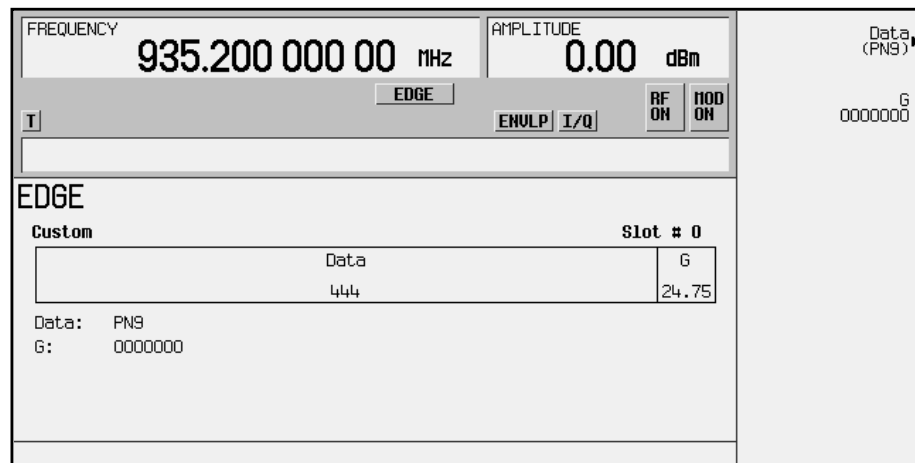 FREQUENCY
935.200 000 00 MHz
AMPLITUDE
0.00 dBm
EDGE
T
ENVLP I/Q
RF ON
MOD ON
EDGE
Custom Slot # 0
Data G
444 24.75
Data: PN9
G: 0000000
Data
(PN9)
G
0000000